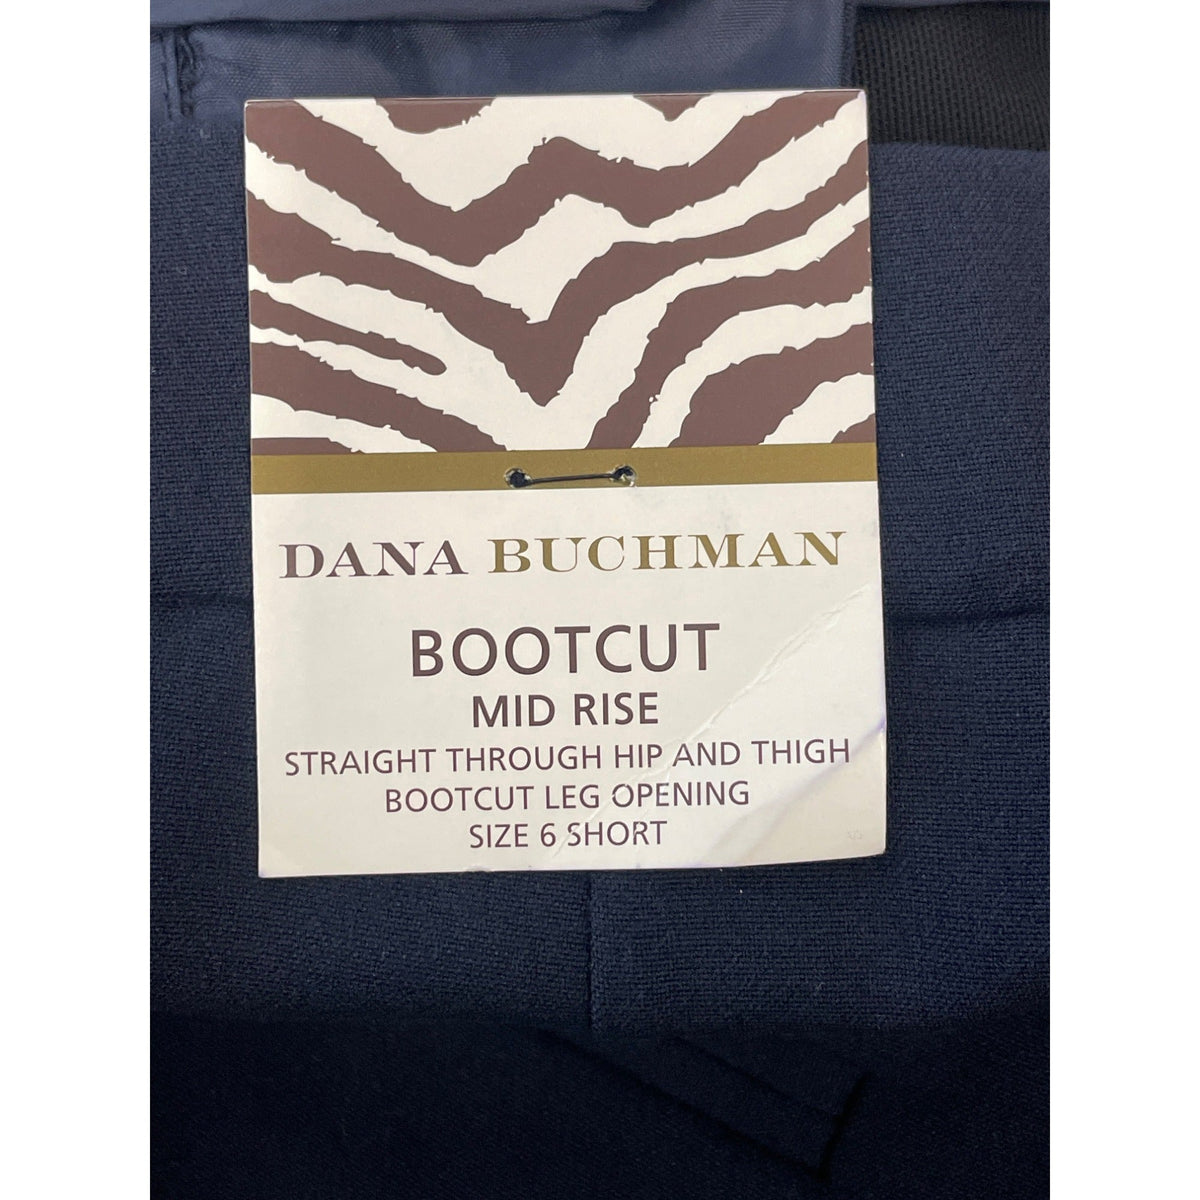 DANA BUCHMAN
BOOTCUT
MID RISE
STRAIGHT THROUGH HIP AND THIGH
BOOTCUT LEG OPENING
SIZE 6 SHORT